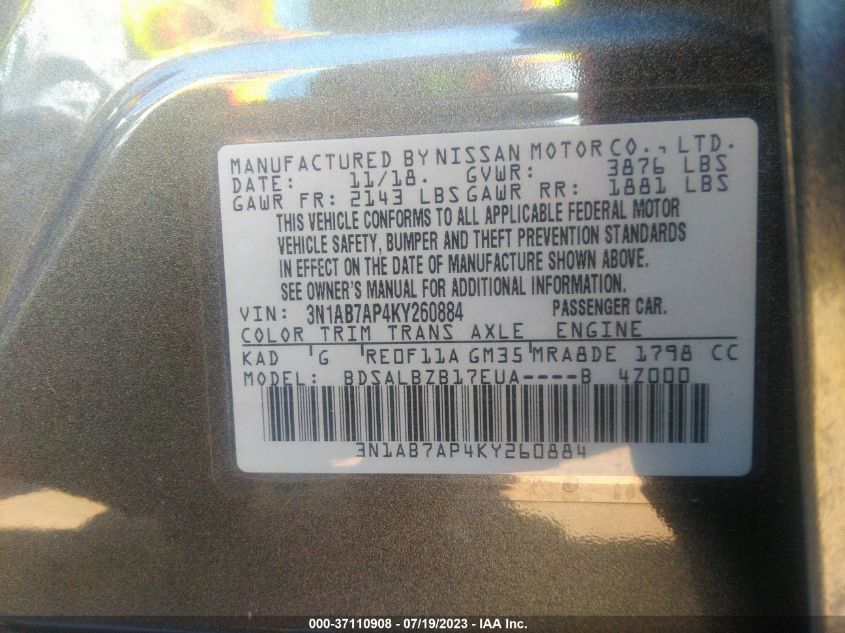 MANUFACTURED BY NISSAN MOTOR CO., LTD.
DATE: 11/18. GVWR: 3876 LBS
GAWR FR: 2143 LBS GAWR RR: 1881 LBS
THIS VEHICLE CONFORMS TO ALL APPLICABLE FEDERAL MOTOR
VEHICLE SAFETY, BUMPER AND THEFT PREVENTION STANDARDS
IN EFFECT ON THE DATE OF MANUFACTURE SHOWN ABOVE.
SEE OWNER'S MANUAL FOR ADDITIONAL INFORMATION.
VIN: 3N1AB7AP4KY260884 PASSENGER CAR.
COLOR TRIM TRANS AXLE ENGINE
KAD G RE0F11A GM35 MRA8DE 1798 CC
MODEL: BDSALBZB17EUA----B 4Z000
3N1AB7AP4KY260884
000-37110908 - 07/19/2023 - IAA Inc.